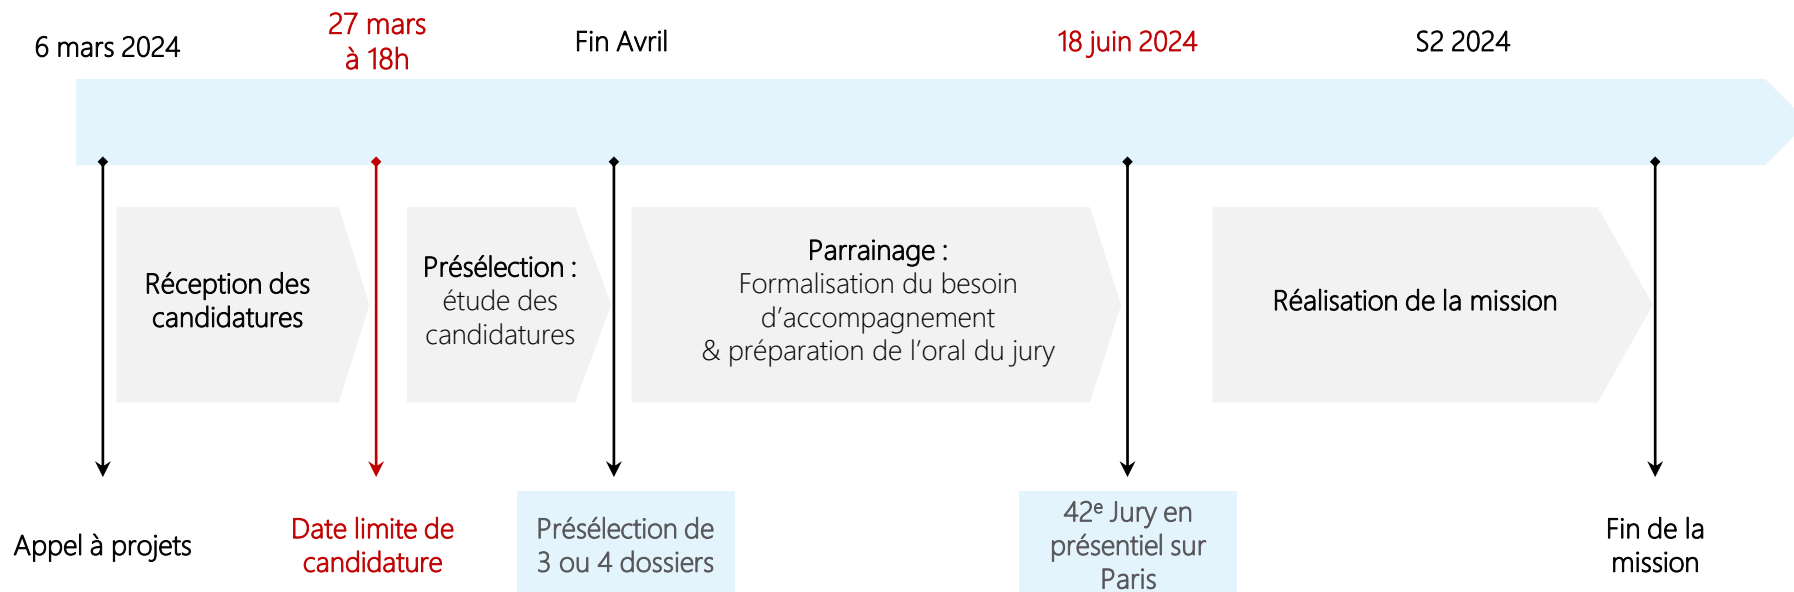 6 mars 2024
27 mars
à 18h
Fin Avril
18 juin 2024
S2 2024
Réception des
candidatures
Présélection :
étude des
candidatures
Parrainage :
Formalisation du besoin
d’accompagnement
& préparation de l’oral du jury
Réalisation de la mission
Appel à projets
Date limite de
candidature
Présélection de
3 ou 4 dossiers
42e Jury en
présentiel sur
Paris
Fin de la
mission